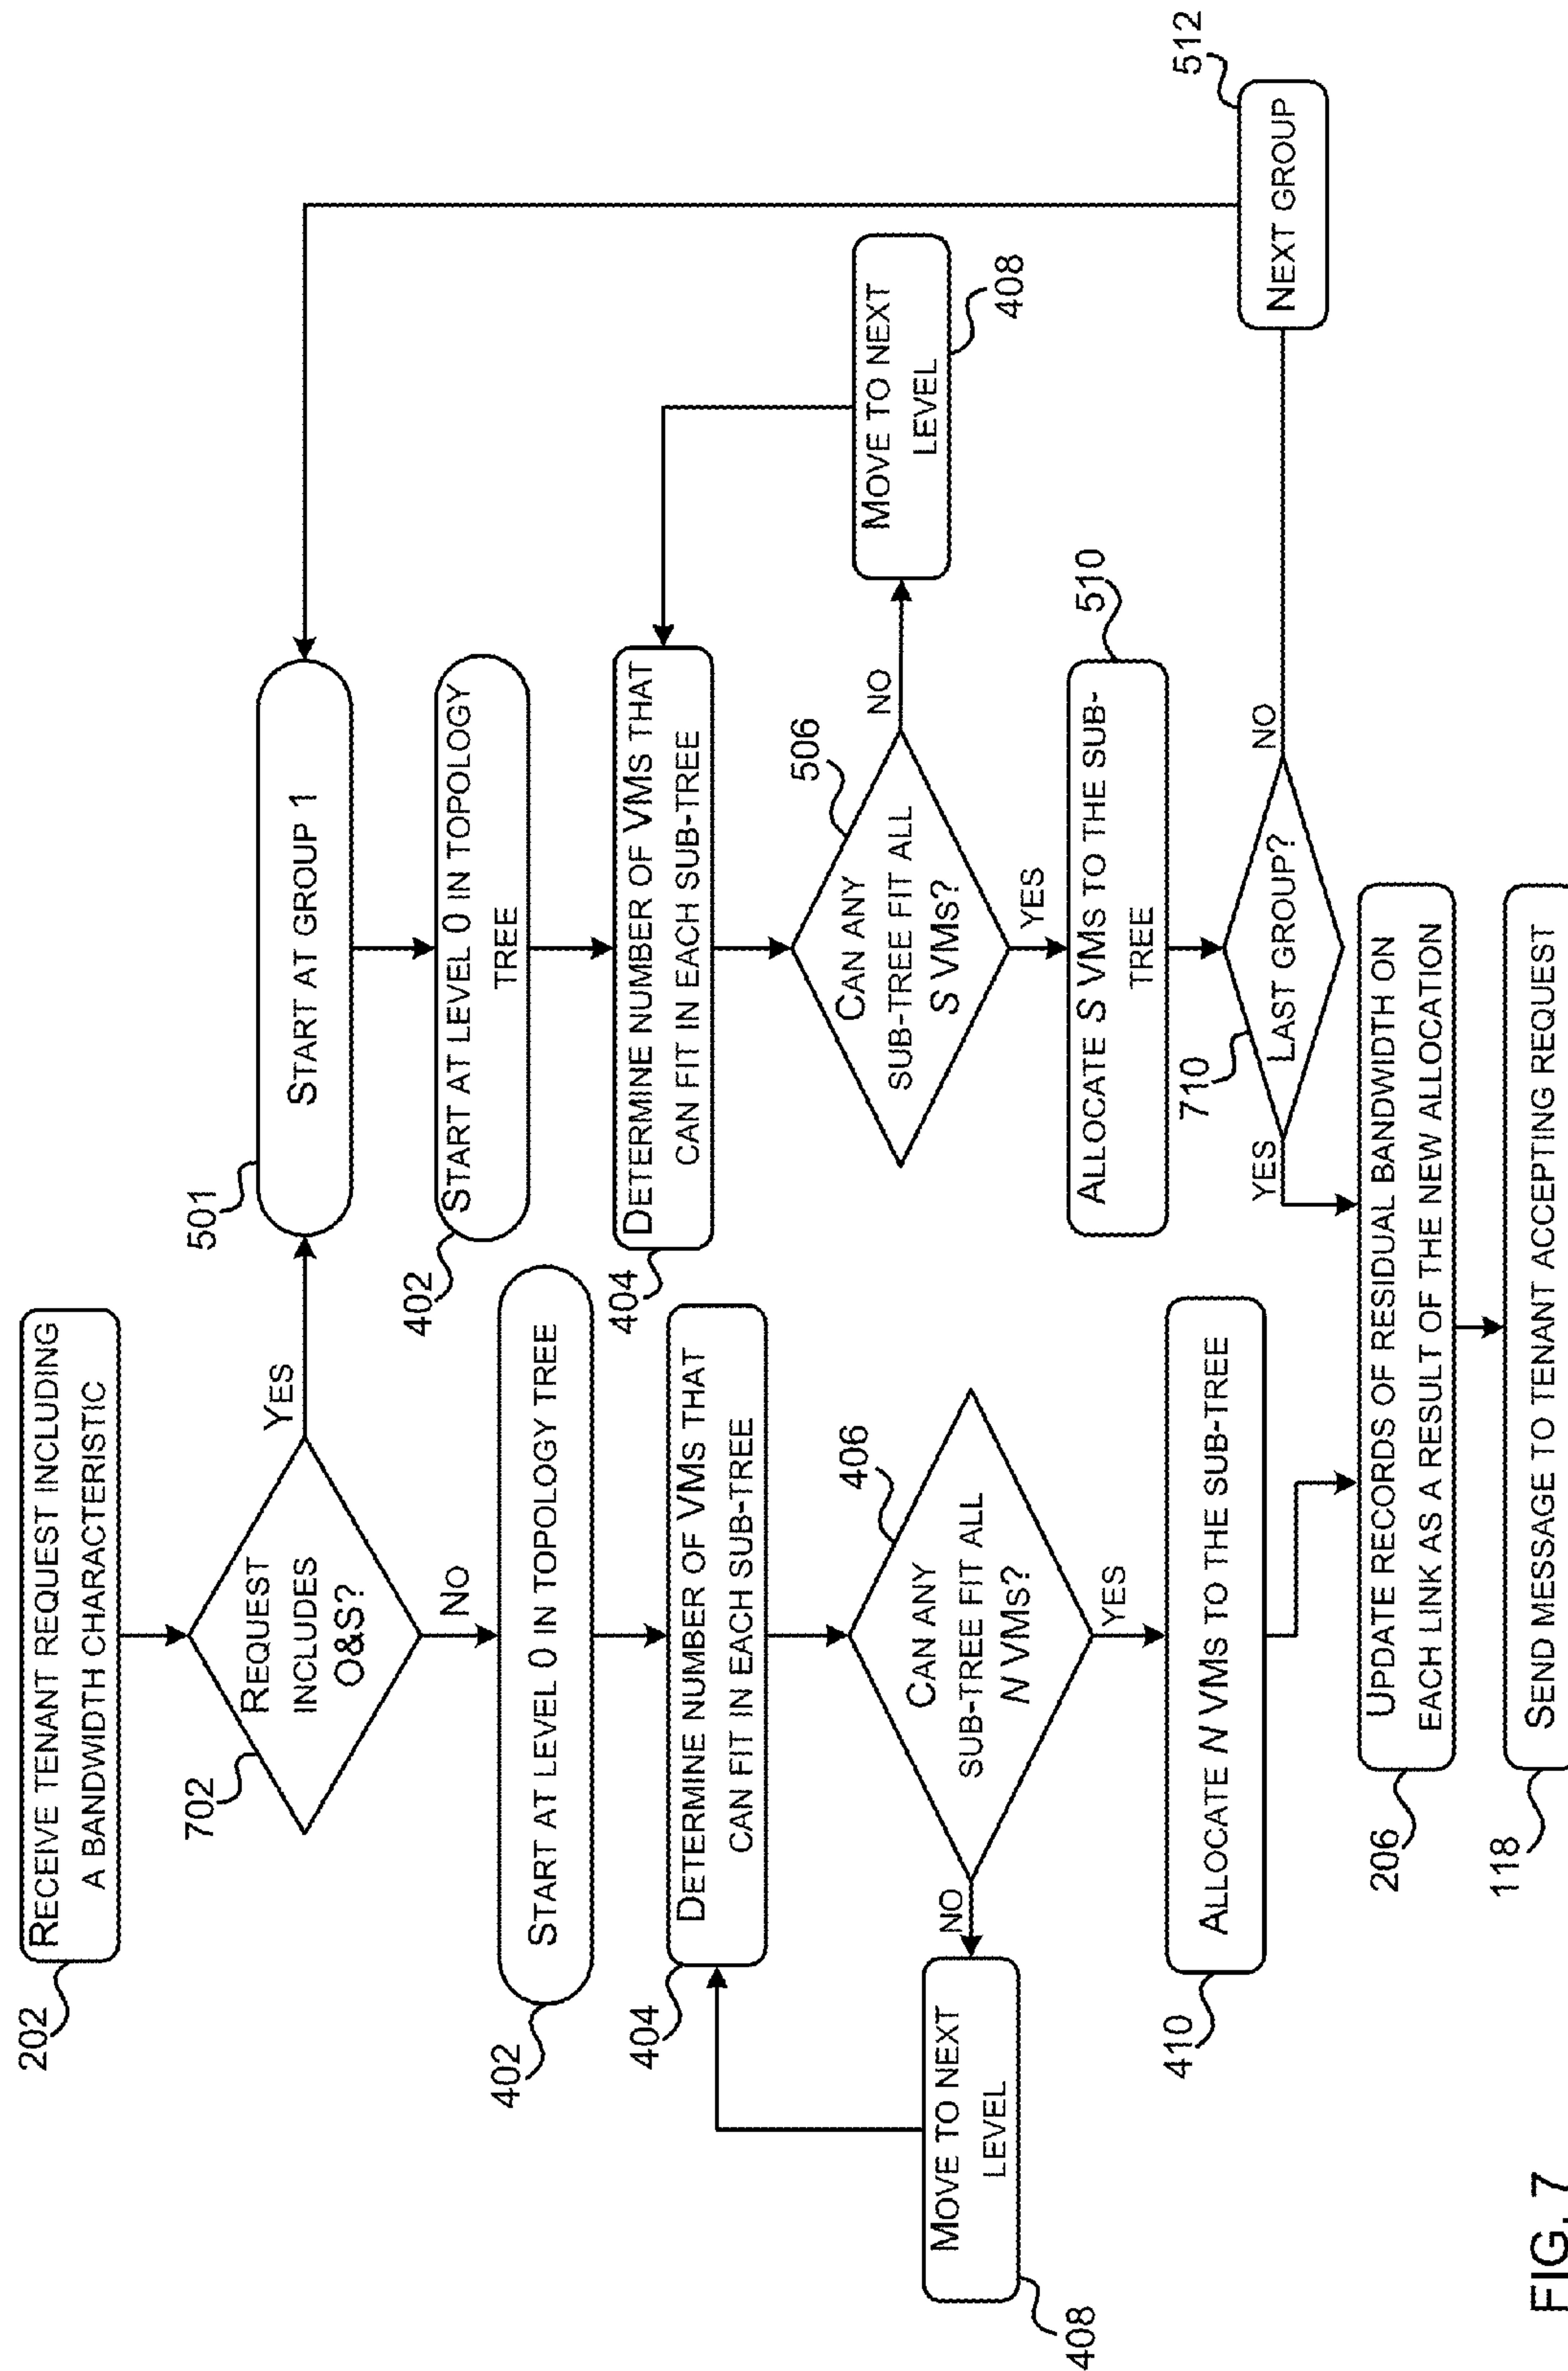 202
RECEIVE TENANT REQUEST INCLUDING
A BANDWIDTH CHARACTERISTIC
702
REQUEST
INCLUDES
O&S?
YES
NO
402
START AT LEVEL 0 IN TOPOLOGY TREE
404
DETERMINE NUMBER OF VMS THAT
CAN FIT IN EACH SUB-TREE
406
CAN ANY
SUB-TREE FIT ALL
N VMS?
NO
YES
MOVE TO NEXT
LEVEL
408
410
ALLOCATE N VMS TO THE SUB-TREE
501
START AT GROUP 1
402
START AT LEVEL 0 IN TOPOLOGY
TREE
404
DETERMINE NUMBER OF VMS THAT
CAN FIT IN EACH SUB-TREE
506
CAN ANY
SUB-TREE FIT ALL
S VMS?
NO
YES
MOVE TO NEXT
LEVEL
408
510
ALLOCATE S VMS TO THE SUB-
TREE
710
LAST GROUP?
YES
NO
512
NEXT GROUP
206
UPDATE RECORDS OF RESIDUAL BANDWIDTH ON
EACH LINK AS A RESULT OF THE NEW ALLOCATION
118
SEND MESSAGE TO TENANT ACCEPTING REQUEST
FIG. 7